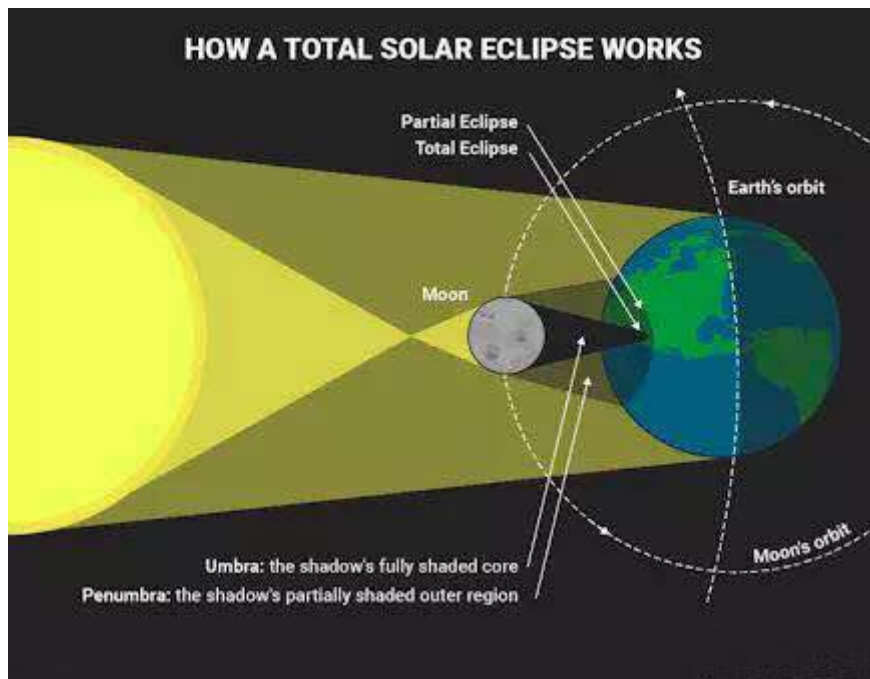 HOW A TOTAL SOLAR ECLIPSE WORKS
Partial Eclipse
Total Eclipse
Earth's orbit
Moon
Moon's orbit
Umbra: the shadow's fully shaded core
Penumbra: the shadow's partially shaded outer region